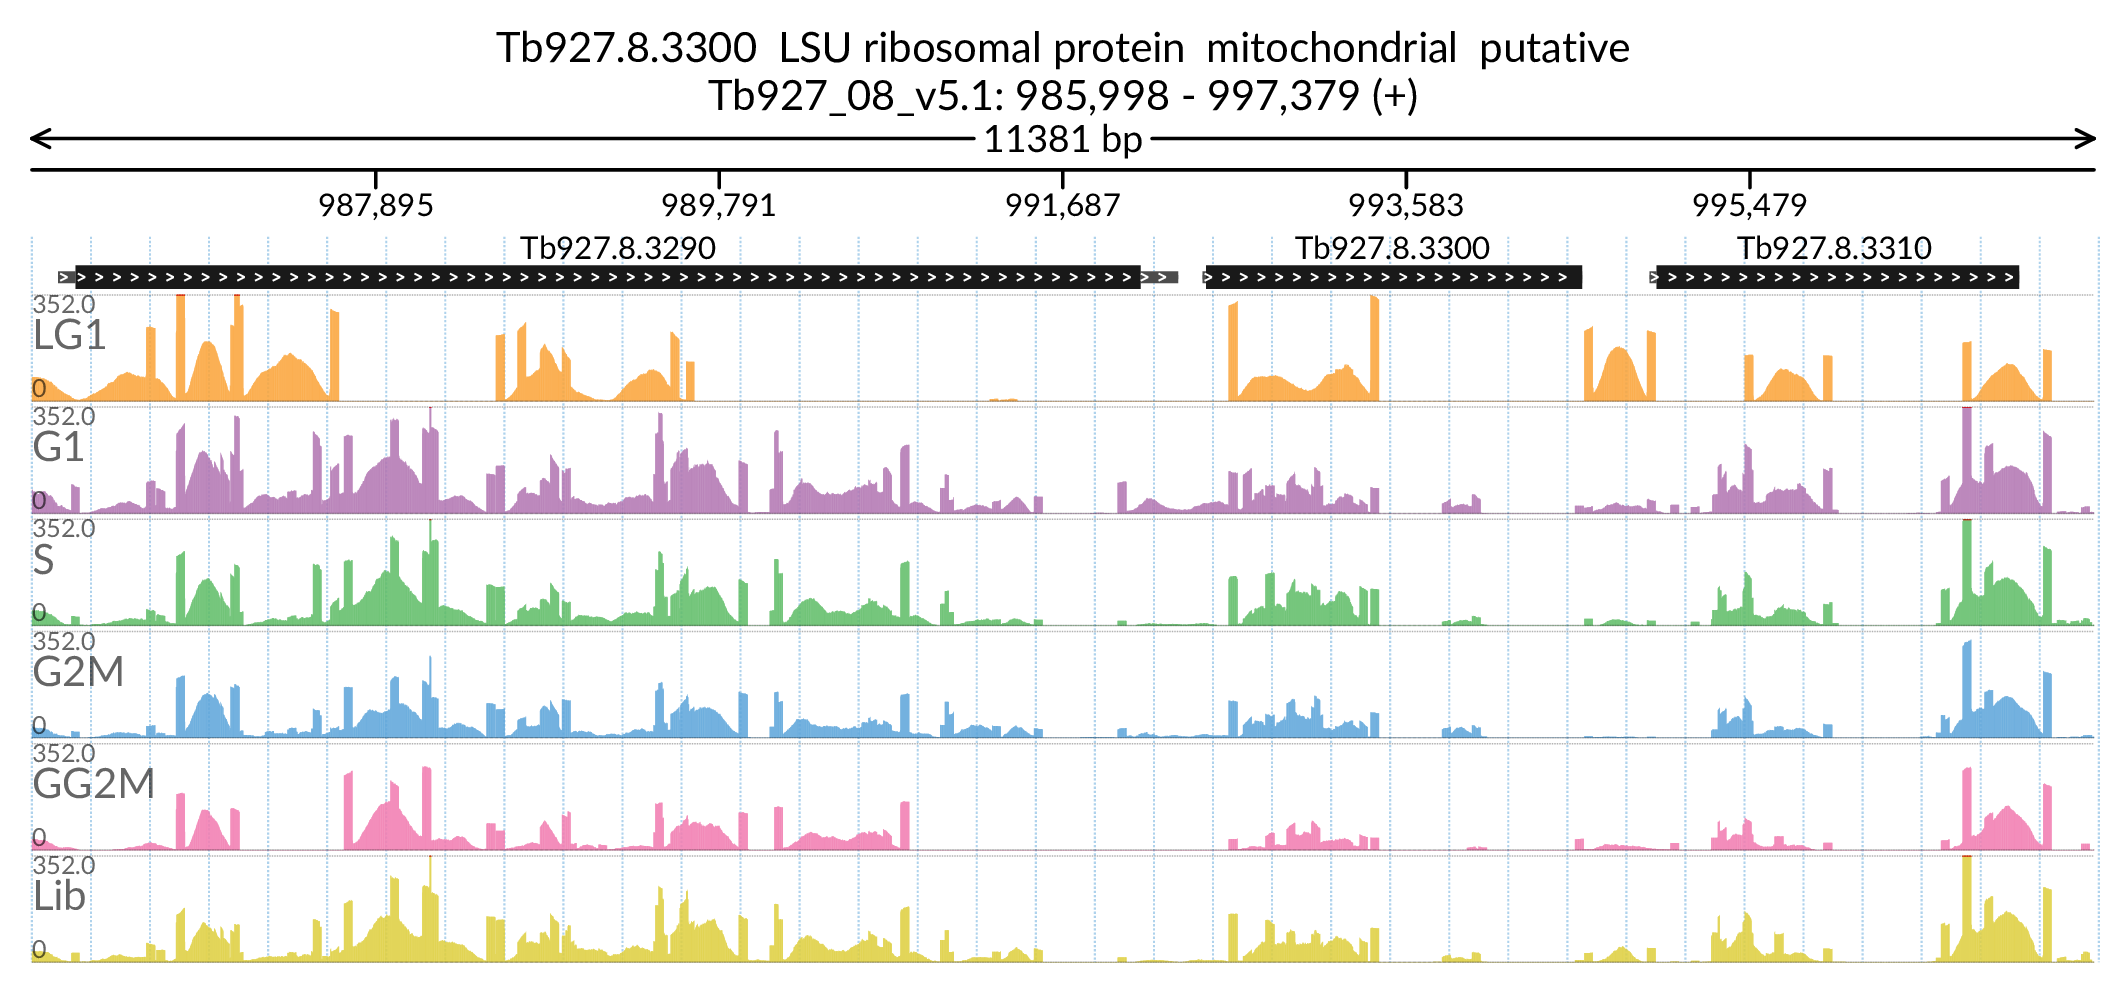 Tb927.8.3300 LSU ribosomal protein mitochondrial putative
Tb927_08_v5.1: 985,998 - 997,379 (+)
11381 bp
987,895 989,791 991,687 993,583 995,479
Tb927.8.3290 Tb927.8.3300 Tb927.8.3310
352.0
LG1
0
352.0
G1
0
352.0
S
0
352.0
G2M
0
352.0
GG2M
0
352.0
Lib
0